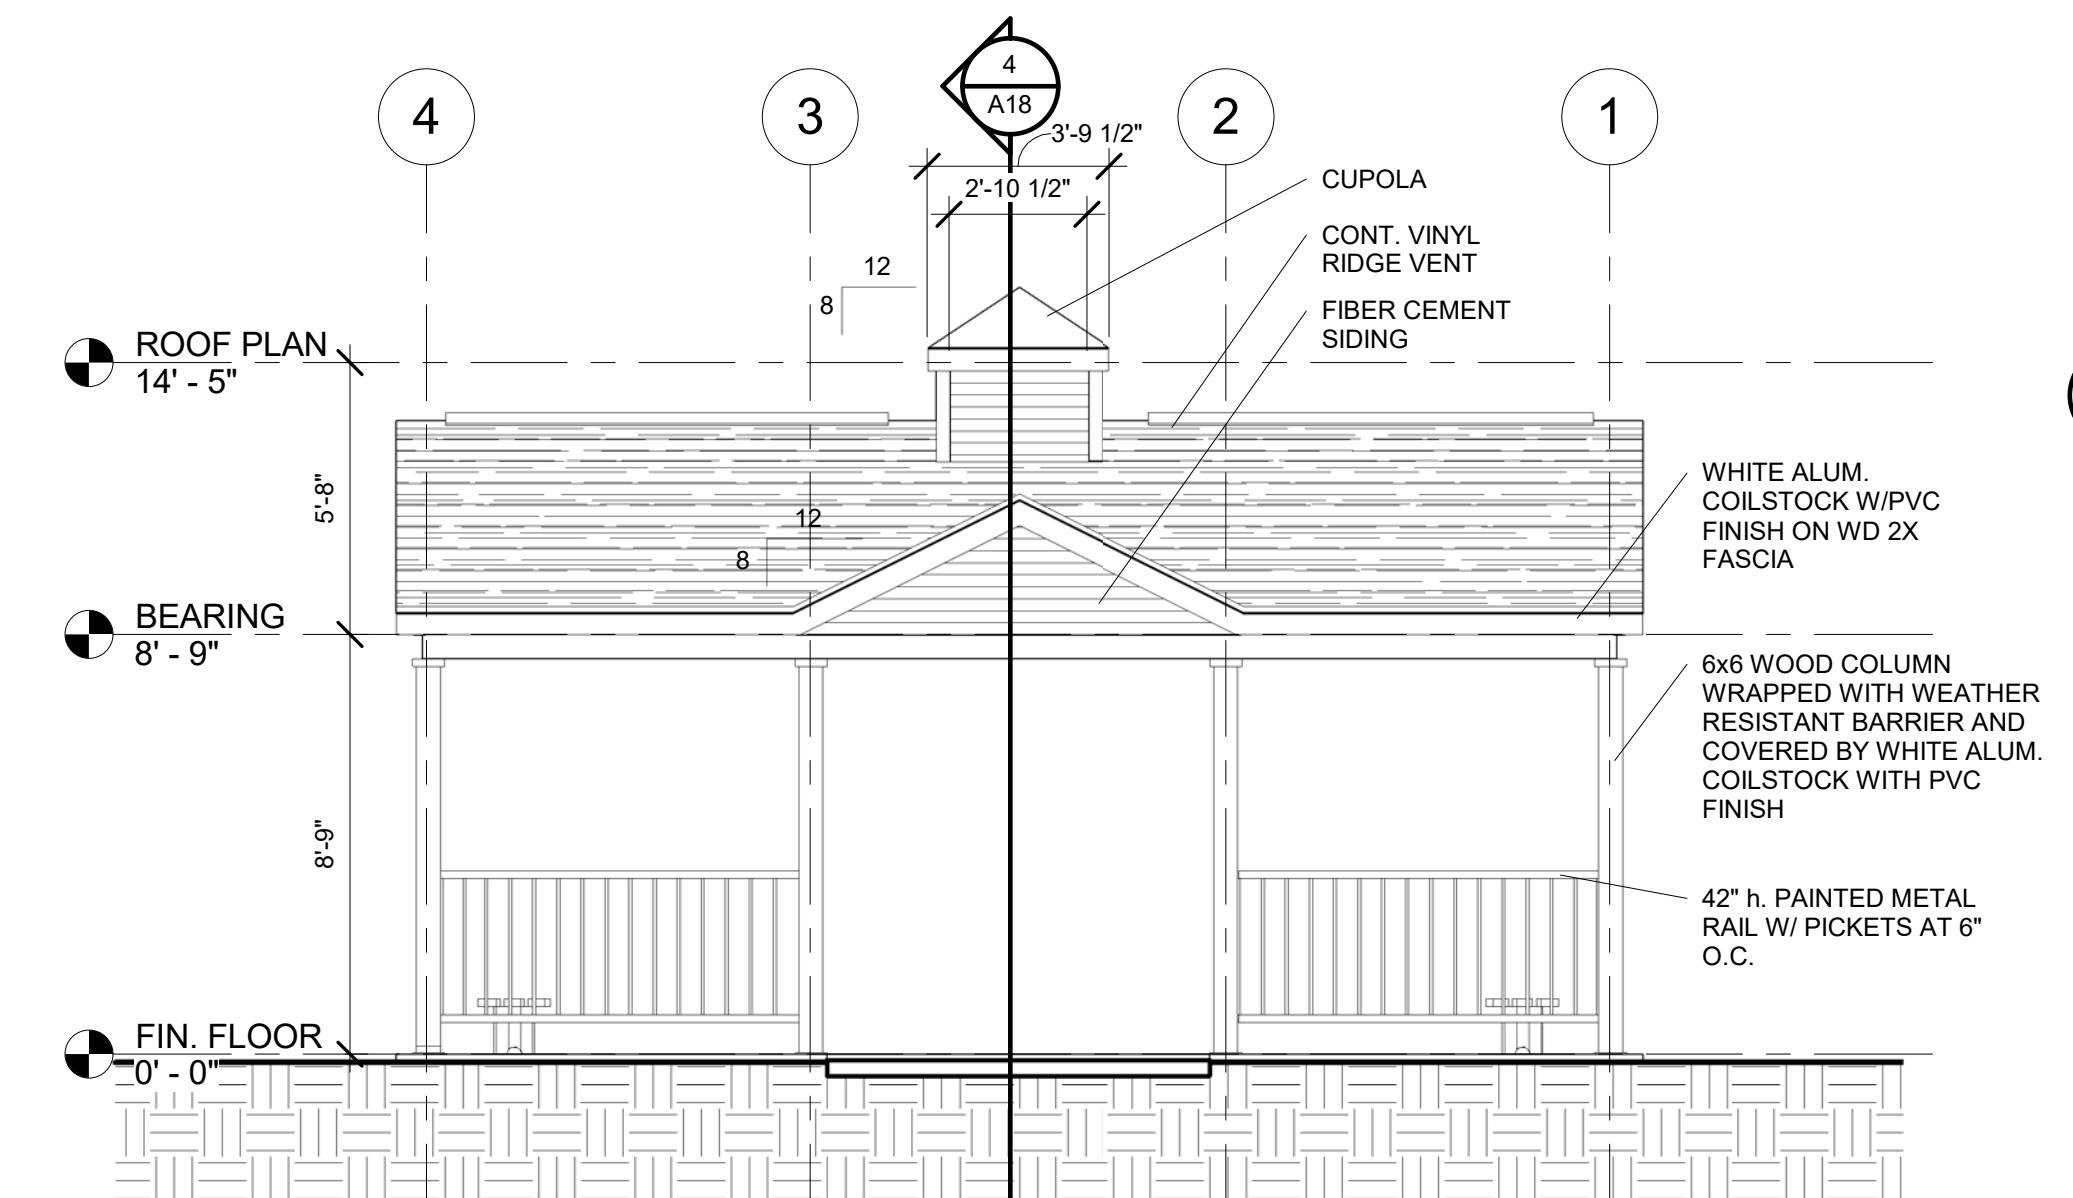 4
A18
4
3
2
1
3'-9 1/2"
2'-10 1/2"
CUPOLA
CONT. VINYL
RIDGE VENT
FIBER CEMENT
SIDING
12
8
ROOF PLAN
14' - 5"
5'-8"
12
8
WHITE ALUM.
COILSTOCK W/PVC
FINISH ON WD 2X
FASCIA
BEARING
8' - 9"
6x6 WOOD COLUMN
WRAPPED WITH WEATHER
RESISTANT BARRIER AND
COVERED BY WHITE ALUM.
COILSTOCK WITH PVC
FINISH
8'-9"
42" h. PAINTED METAL
RAIL W/ PICKETS AT 6"
O.C.
FIN. FLOOR
0' - 0"